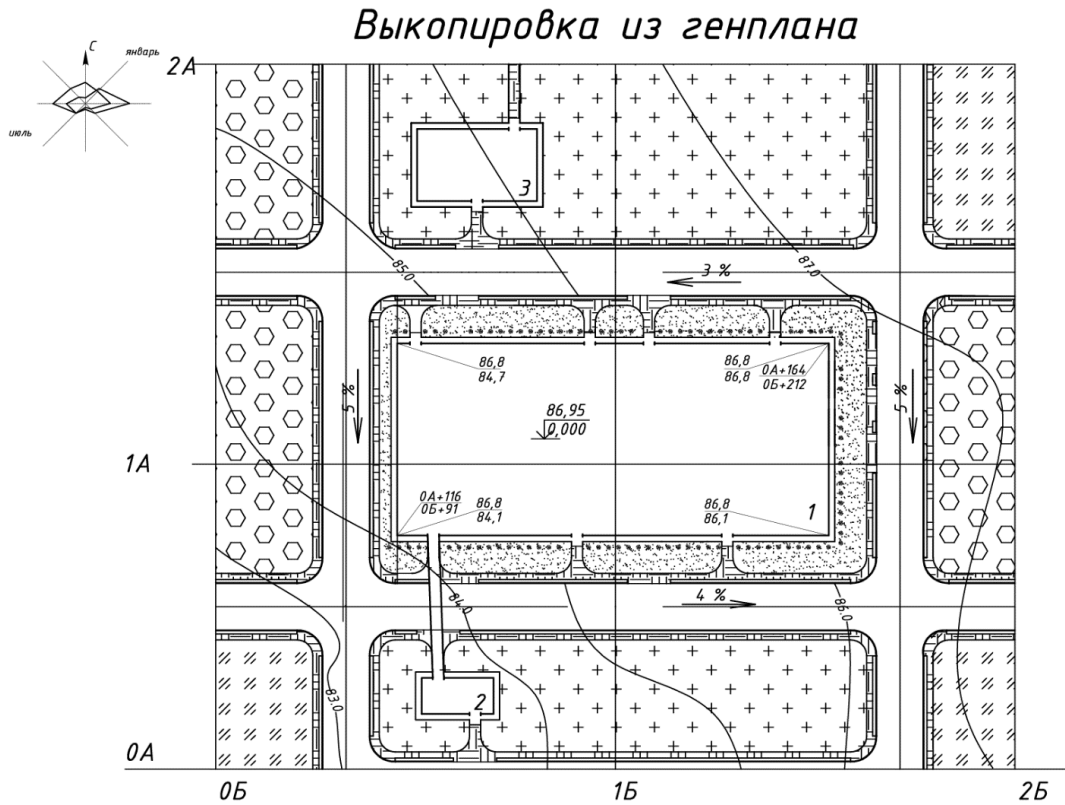 Выкопировка из генплана
С
январь
июль
2А
3
85.0
3 %
87.0
86,8
84,7
86,8
86,8
0А+164
0Б+212
5 %
86,95
0,000
5 %
1А
0А+116
0Б+91
86,8
84,1
86,8
86,1
1
84.0
4 %
86.0
83.0
2
0А
0Б
1Б
2Б